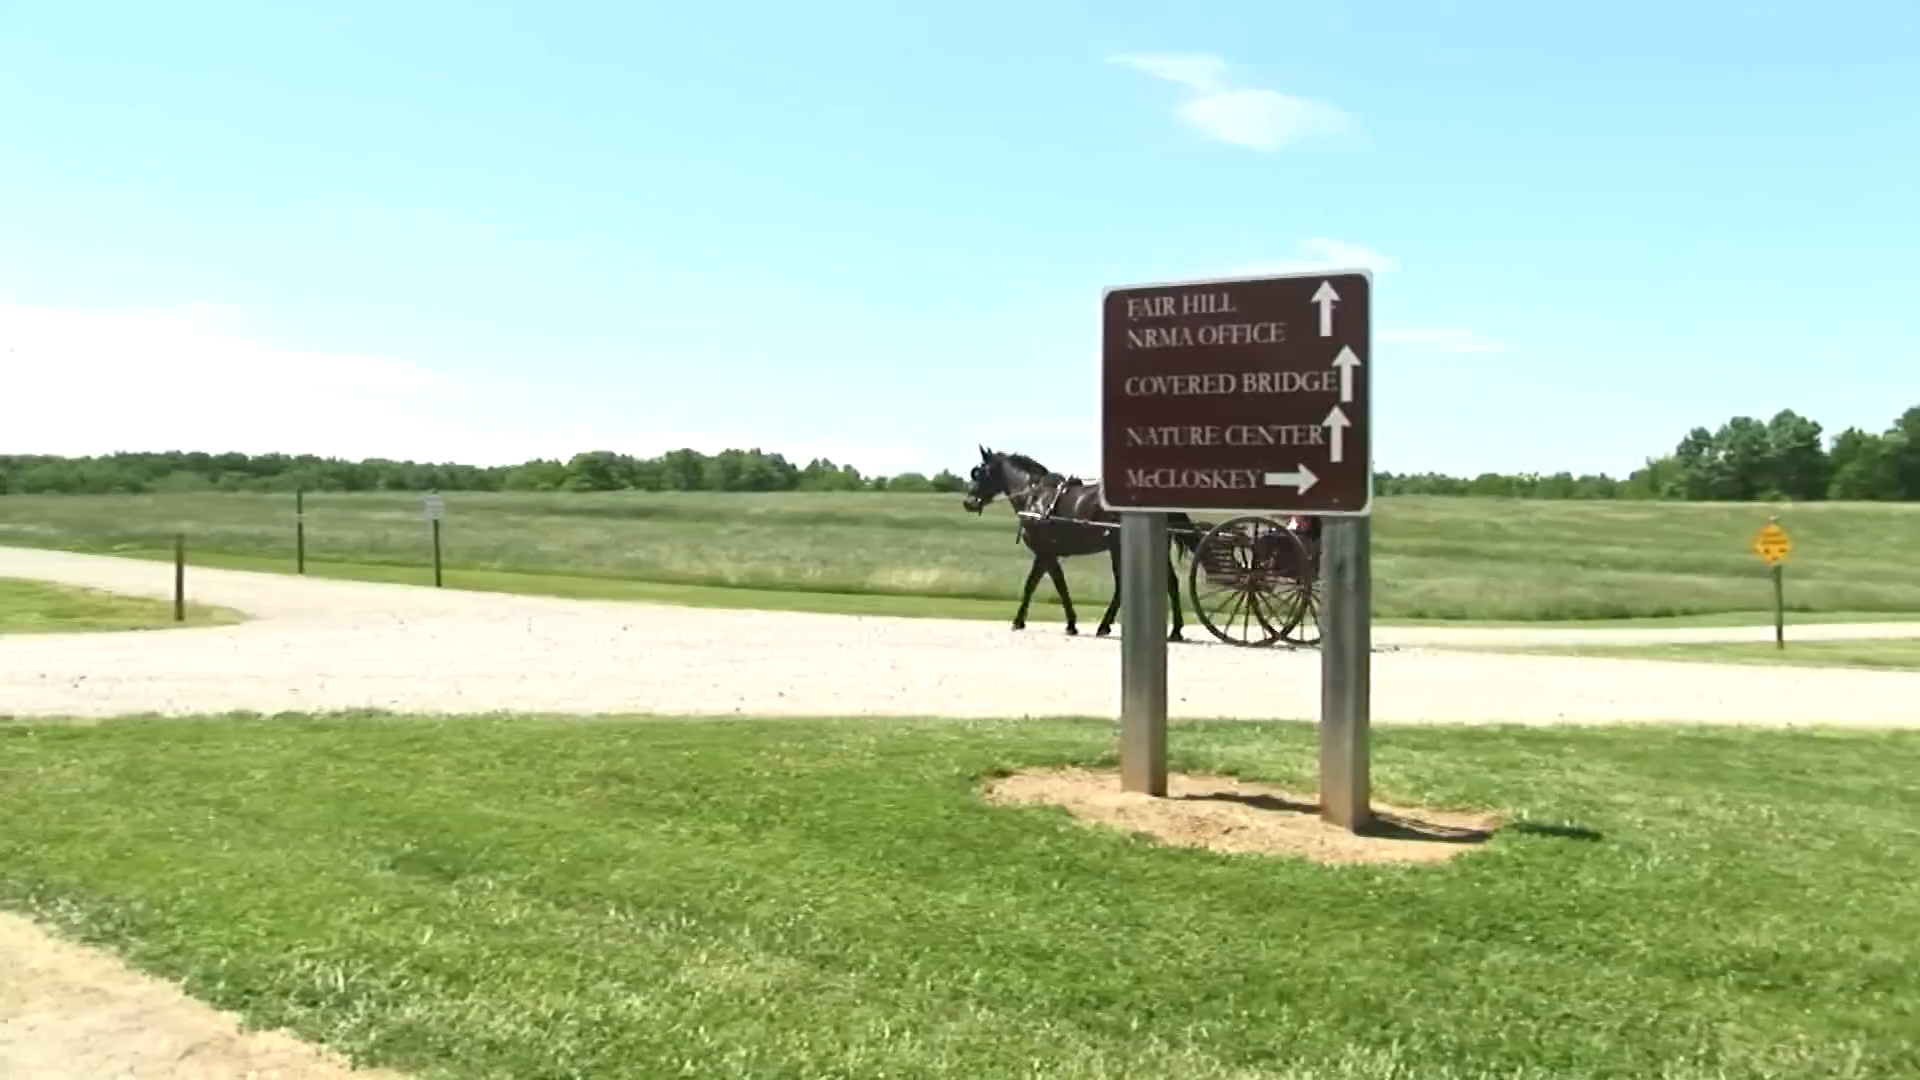 FAIR HILL
NRMA OFFICE
COVERED BRIDGE
NATURE CENTER
McCLOSKEY